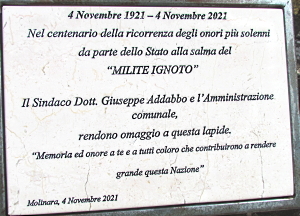 4 Novembre 1921 – 4 Novembre 2021
Nel centenario della ricorrenza degli onori più solenni
da parte dello Stato alla salma del
“MILITE IGNOTO”
Il Sindaco Dott. Giuseppe Addabbo e l’Amministrazione
comunale,
rendono omaggio a questa lapide.
“Memoria ed onore a te e a tutti coloro che contribuirono a rendere
grande questa Nazione”
Molinara, 4 Novembre 2021